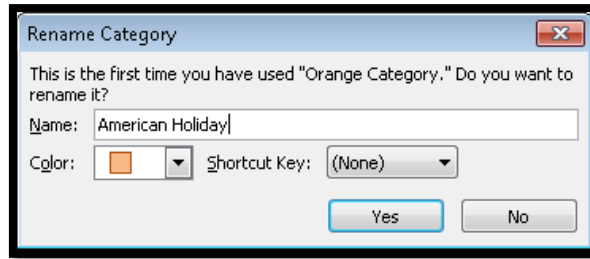 Rename Category
This is the first time you have used "Orange Category." Do you want to
rename it?
Name: American Holiday
Color: Shortcut Key: (None)
Yes No